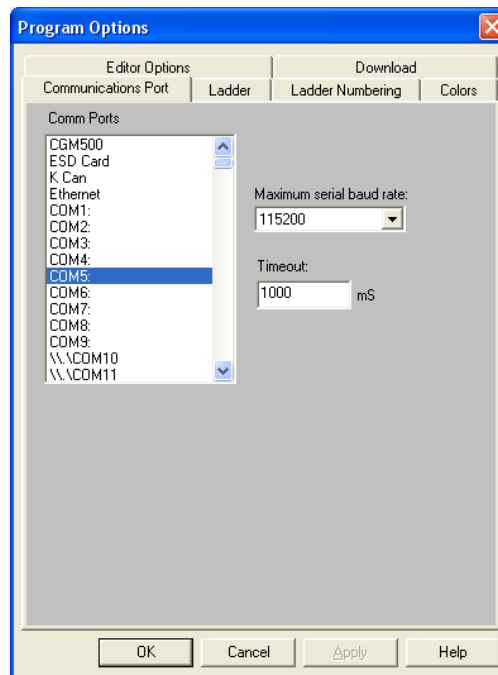 Program Options
Editor Options Download
Communications Port Ladder Ladder Numbering Colors
Comm Ports
CGM500
ESD Card
K Can
Ethernet
COM1:
COM2:
COM3:
COM4:
COM5:
COM6:
COM7:
COM8:
COM9:
\\.\COM10
\\.\COM11
Maximum serial baud rate:
115200
Timeout:
1000 mS
OK Cancel Apply Help